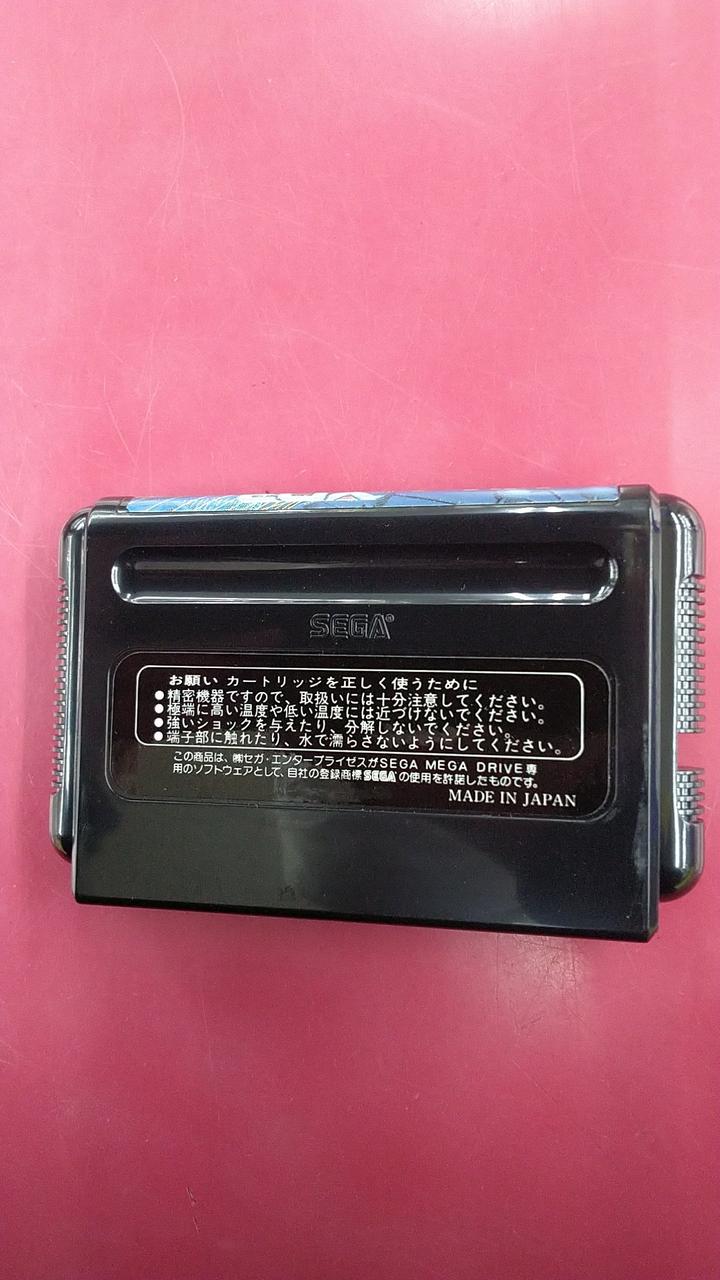 SEGA®
お願い カートリッジを正しく使うために
●精密機器ですので、取扱いには十分注意してください。
●極端に高い温度や低い温度には近づけないでください。
●強いショックを与えたり、分解しないでください。
●端子部に触れたり、水で濡らさないようにしてください。
この商品は、㈱セガ・エンタープライゼスがSEGA MEGA DRIVE専
用のソフトウェアとして、自社の登録商標SEGA®の使用を許諾したものです。
MADE IN JAPAN